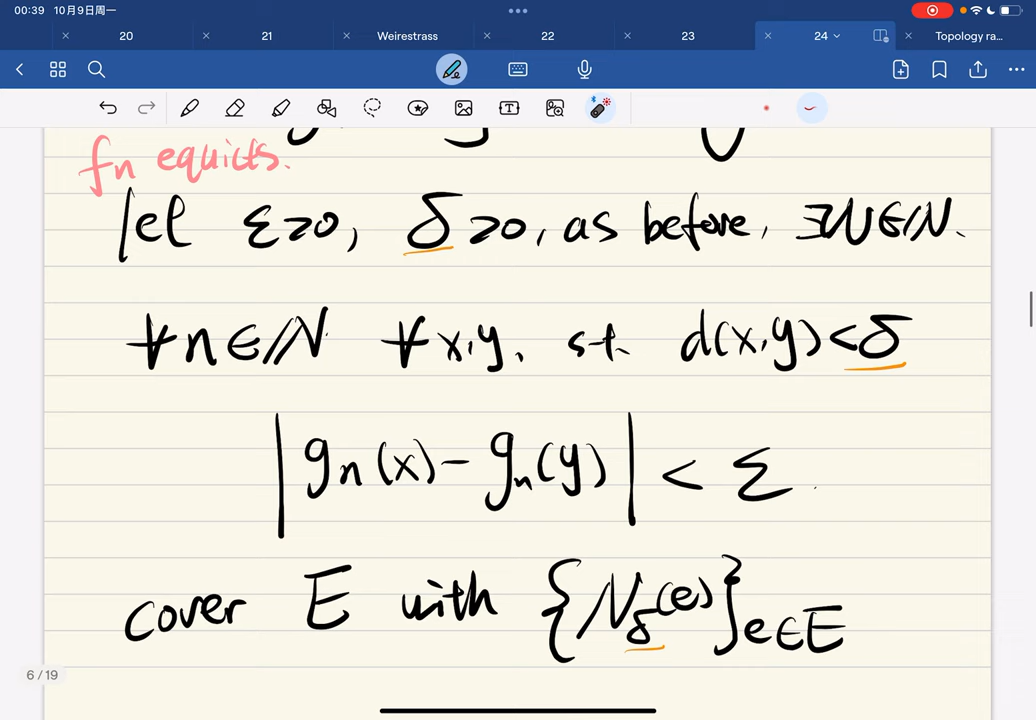 00:39 10月9日周一
20 21 Weirestrass 22 23 24 Topology ra...
fn equicts.
let ε>0, δ>0, as before, ∃N∈ℕ.
∀n∈ℕ ∀x,y, st. d(x,y)<δ
|gn(x)-gn(y)| < ε
cover E with {Nδ(e)}e∈E
6 / 19